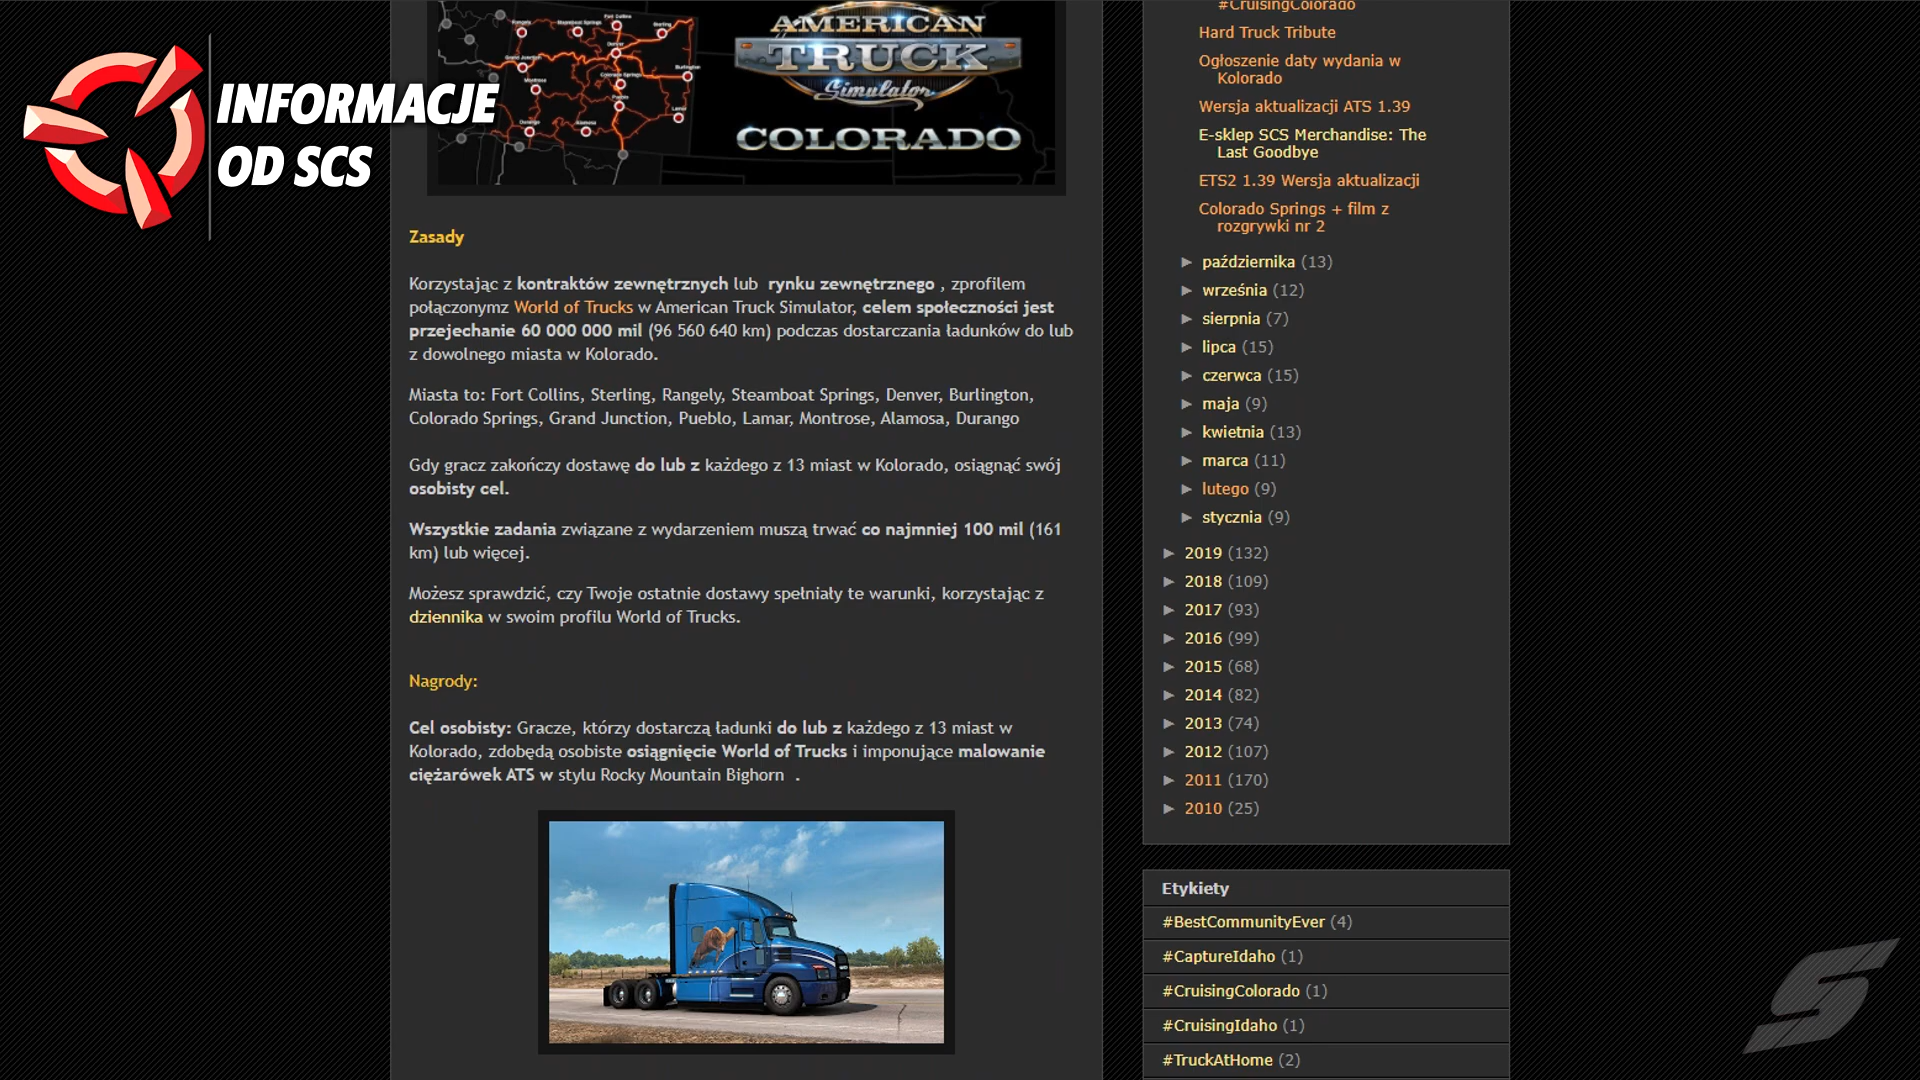 INFORMACJE
OD SCS
AMERICAN
TRUCK
Simulator
COLORADO
Zasady
Korzystając z kontraktów zewnętrznych lub  rynku zewnętrznego , zprofilem
połączonymz World of Trucks w American Truck Simulator, celem społeczności jest
przejechanie 60 000 000 mil (96 560 640 km) podczas dostarczania ładunków do lub
z dowolnego miasta w Kolorado.
Miasta to: Fort Collins, Sterling, Rangely, Steamboat Springs, Denver, Burlington,
Colorado Springs, Grand Junction, Pueblo, Lamar, Montrose, Alamosa, Durango
Gdy gracz zakończy dostawę do lub z każdego z 13 miast w Kolorado, osiągnąć swój
osobisty cel.
Wszystkie zadania związane z wydarzeniem muszą trwać co najmniej 100 mil (161
km) lub więcej.
Możesz sprawdzić, czy Twoje ostatnie dostawy spełniały te warunki, korzystając z
dziennika w swoim profilu World of Trucks.
Nagrody:
Cel osobisty: Gracze, którzy dostarczą ładunki do lub z każdego z 13 miast w
Kolorado, zdobędą osobiste osiągnięcie World of Trucks i imponujące malowanie
ciężarówek ATS w stylu Rocky Mountain Bighorn  .
#CruisingColorado
Hard Truck Tribute
Ogłoszenie daty wydania w
Kolorado
Wersja aktualizacji ATS 1.39
E-sklep SCS Merchandise: The
Last Goodbye
ETS2 1.39 Wersja aktualizacji
Colorado Springs + film z
rozgrywki nr 2
► października (13)
► września (12)
► sierpnia (7)
► lipca (15)
► czerwca (15)
► maja (9)
► kwietnia (13)
► marca (11)
► lutego (9)
► stycznia (9)
► 2019 (132)
► 2018 (109)
► 2017 (93)
► 2016 (99)
► 2015 (68)
► 2014 (82)
► 2013 (74)
► 2012 (107)
► 2011 (170)
► 2010 (25)
Etykiety
#BestCommunityEver (4)
#CaptureIdaho (1)
#CruisingColorado (1)
#CruisingIdaho (1)
#TruckAtHome (2)